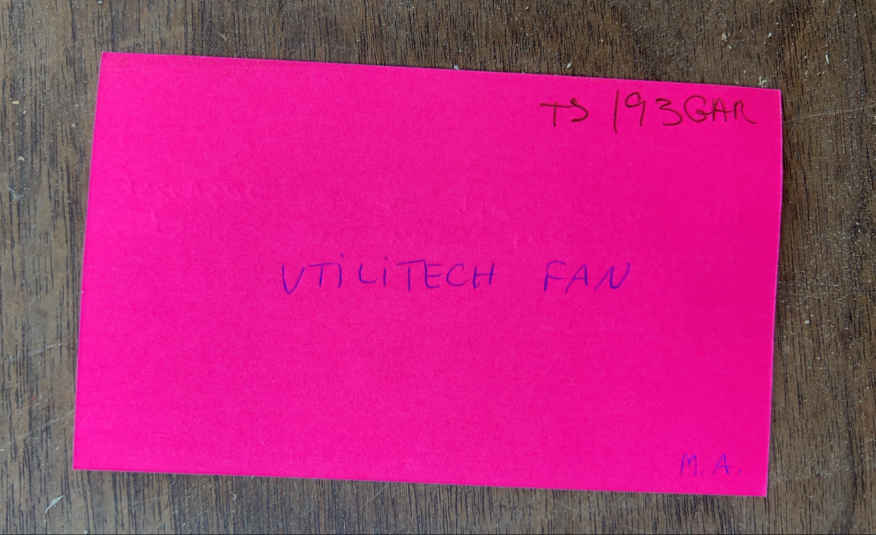 TS 193GAR
UTiLiTECH FAN
M. A.